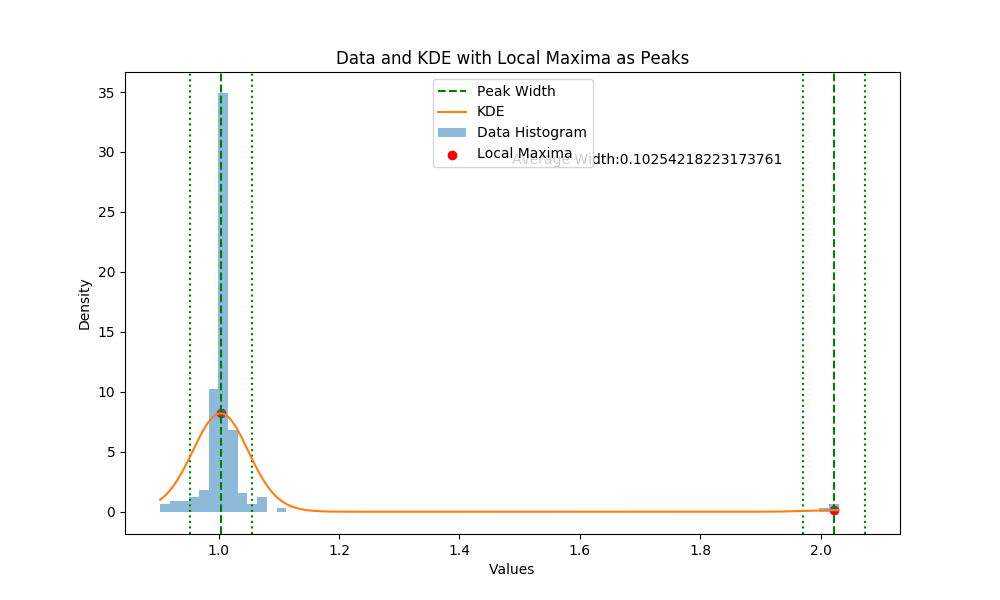 Data and KDE with Local Maxima as Peaks
Peak Width
KDE
Data Histogram
Local Maxima
Average Width:0.10254218223173761
35
30
25
20
15
10
5
0
Density
1.0 1.2 1.4 1.6 1.8 2.0
Values